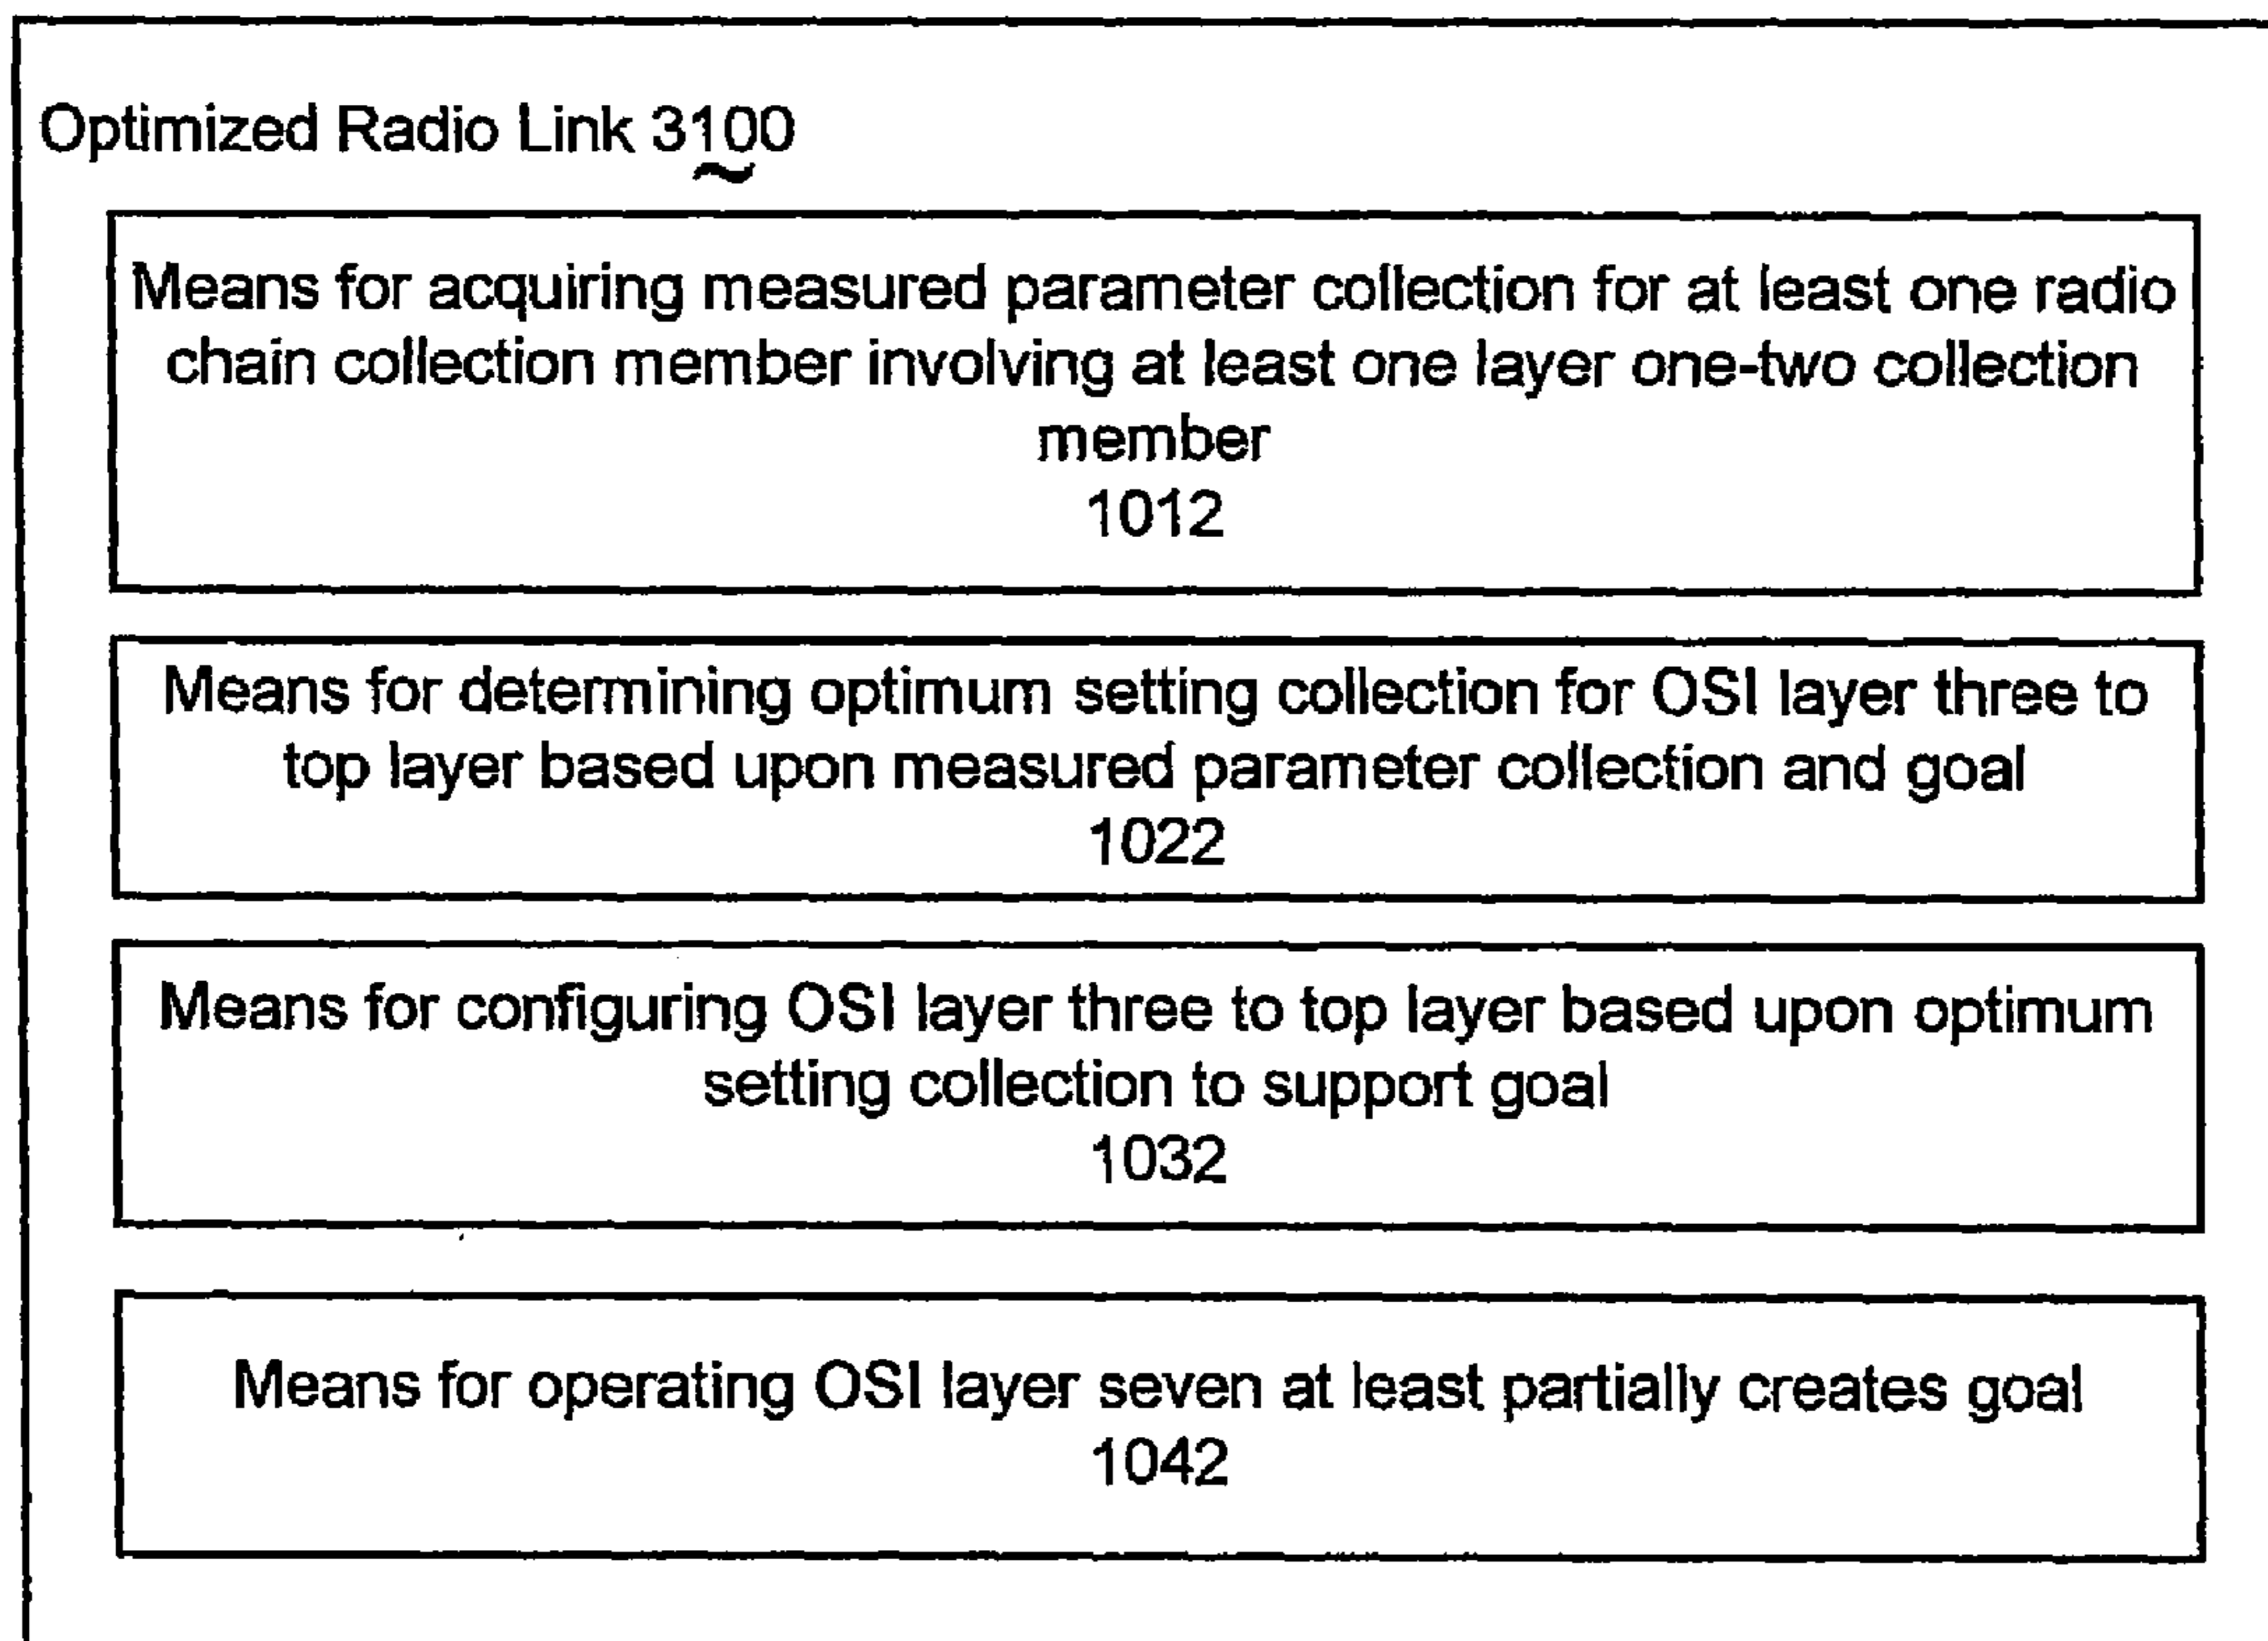 Optimized Radio Link 3100
Means for acquiring measured parameter collection for at least one radio
chain collection member involving at least one layer one-two collection
member
1012
Means for determining optimum setting collection for OSI layer three to
top layer based upon measured parameter collection and goal
1022
Means for configuring OSI layer three to top layer based upon optimum
setting collection to support goal
1032
Means for operating OSI layer seven at least partially creates goal
1042